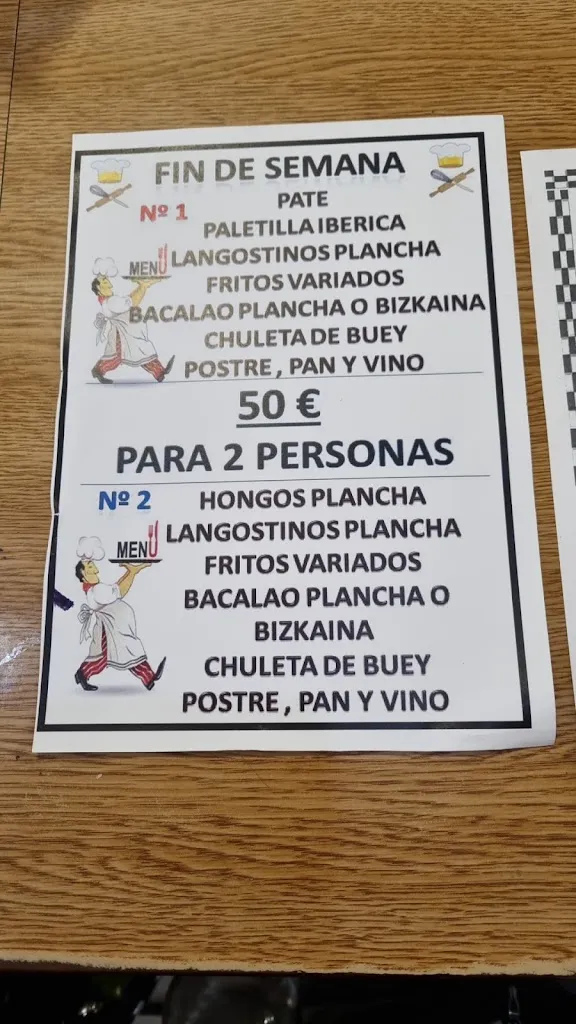 FIN DE SEMANA
Nº 1
PATE
PALETILLA IBERICA
MENÚ
LANGOSTINOS PLANCHA
FRITOS VARIADOS
BACALAO PLANCHA O BIZKAINA
CHULETA DE BUEY
POSTRE , PAN Y VINO
50 €
PARA 2 PERSONAS
Nº 2
HONGOS PLANCHA
MENÚ
LANGOSTINOS PLANCHA
FRITOS VARIADOS
BACALAO PLANCHA O
BIZKAINA
CHULETA DE BUEY
POSTRE , PAN Y VINO